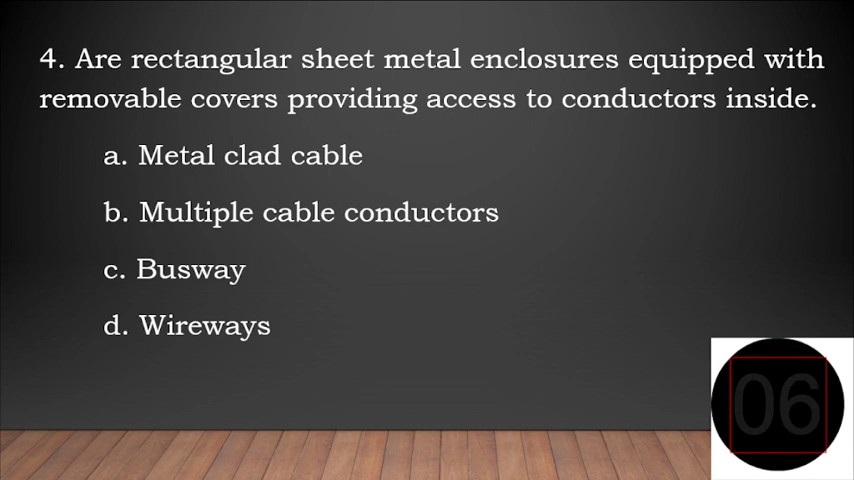 4. Are rectangular sheet metal enclosures equipped with
removable covers providing access to conductors inside.
a. Metal clad cable
b. Multiple cable conductors
c. Busway
d. Wireways
06